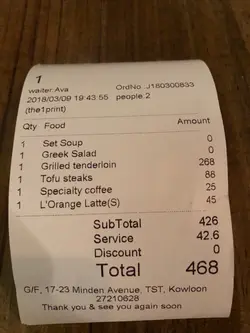 1
waiter:Ava OrdNo.:J180300833
2018/03/09 19:43:55 people:2
(the1print)
Qty Food Amount
1 Set Soup 0
1 Greek Salad 0
1 Grilled tenderloin 268
1 Tofu steaks 88
1 Specialty coffee 25
1 L'Orange Latte(S) 45
SubTotal 426
Service 42.6
Discount 0
Total 468
G/F, 17-23 Minden Avenue, TST, Kowloon
27210628
Thank you & see you again soon